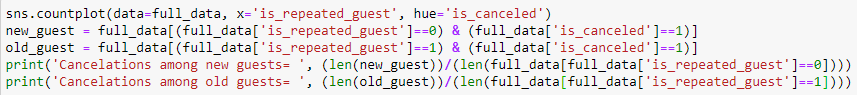 sns.countplot(data=full_data, x='is_repeated_guest', hue='is_canceled')
new_guest = full_data[(full_data['is_repeated_guest']==0) & (full_data['is_canceled']==1)]
old_guest = full_data[(full_data['is_repeated_guest']==1) & (full_data['is_canceled']==1)]
print('Cancelations among new guests= ', (len(new_guest))/(len(full_data[full_data['is_repeated_guest']==0])))
print('Cancelations among old guests= ', (len(old_guest))/(len(full_data[full_data['is_repeated_guest']==1])))